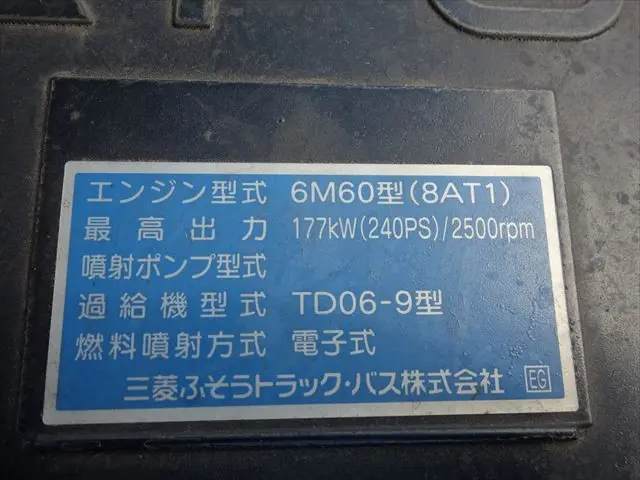 エンジン型式 6M60型(8AT1)
最高出力 177kW(240PS)/2500rpm
噴射ポンプ型式
過給機型式 TD06-9型
燃料噴射方式 電子式
三菱ふそうトラック・バス株式会社 EG